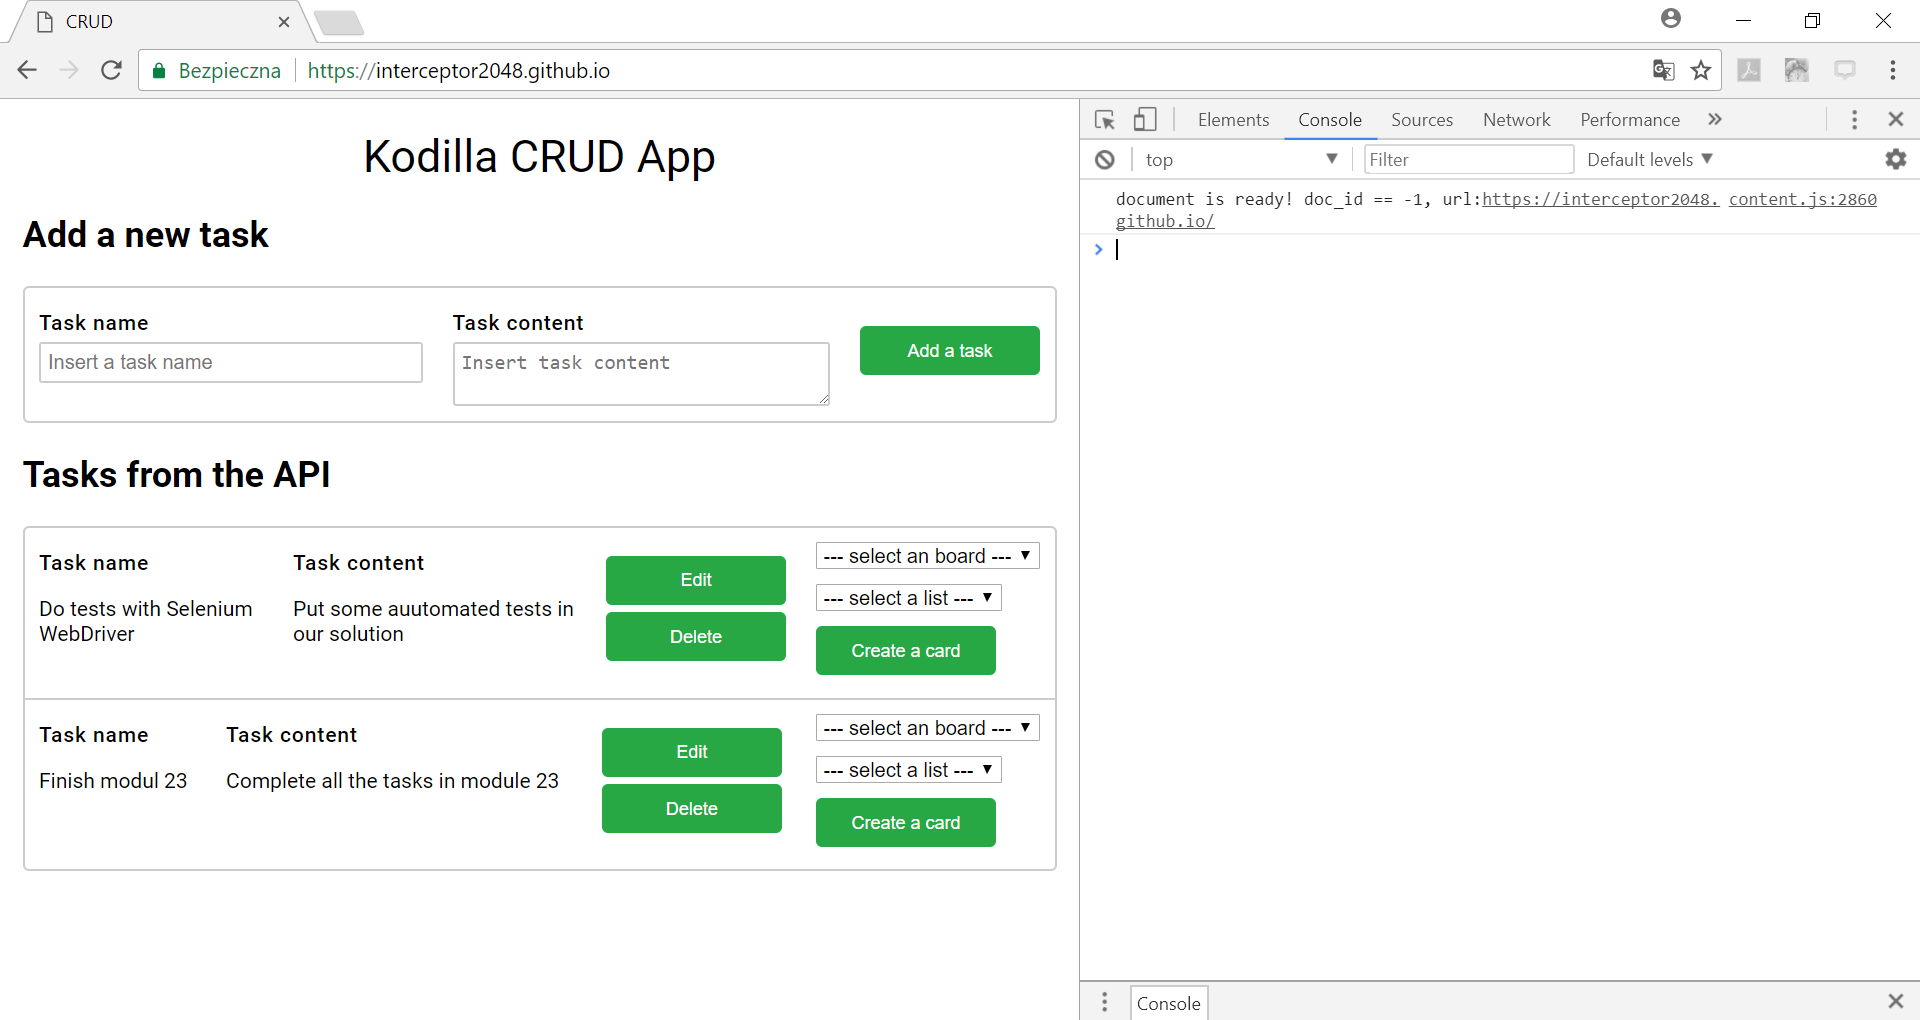 CRUD
Bezpieczna https://interceptor2048.github.io
Kodilla CRUD App
Add a new task
Task name
Insert a task name
Task content
Insert task content
Add a task
Tasks from the API
Task name
Do tests with Selenium
WebDriver
Task content
Put some auutomated tests in
our solution
Edit
Delete
--- select an board ---
--- select a list ---
Create a card
Task name
Finish modul 23
Task content
Complete all the tasks in module 23
Edit
Delete
--- select an board ---
--- select a list ---
Create a card
Elements Console Sources Network Performance »
top Filter Default levels
document is ready! doc_id == -1, url:https://interceptor2048. content.js:2860
github.io/
Console